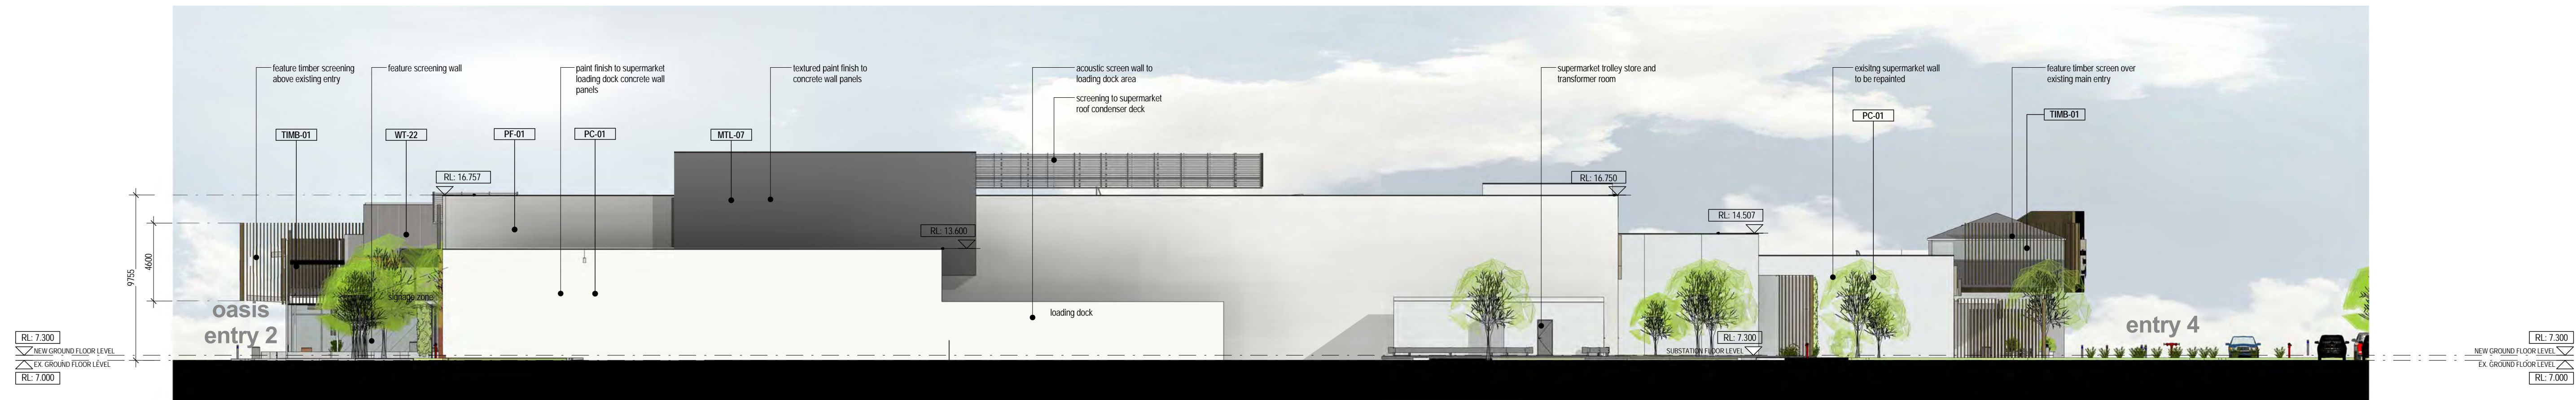 feature timber screening
above existing entry
feature screening wall
paint finish to supermarket
loading dock concrete wall
panels
textured paint finish to
concrete wall panels
acoustic screen wall to
loading dock area
screening to supermarket
roof condenser deck
supermarket trolley store and
transformer room
exisitng supermarket wall
to be repainted
feature timber screen over
existing main entry
TIMB-01
WT-22
PF-01
PC-01
MTL-07
PC-01
TIMB-01
RL: 16.757
RL: 16.750
RL: 14.507
RL: 13.600
9755
4600
signage zone
oasis
entry 2
loading dock
entry 4
RL: 7.300
NEW GROUND FLOOR LEVEL
EX. GROUND FLOOR LEVEL
RL: 7.000
RL: 7.300
SUBSTATION FLOOR LEVEL
RL: 7.300
NEW GROUND FLOOR LEVEL
EX. GROUND FLOOR LEVEL
RL: 7.000